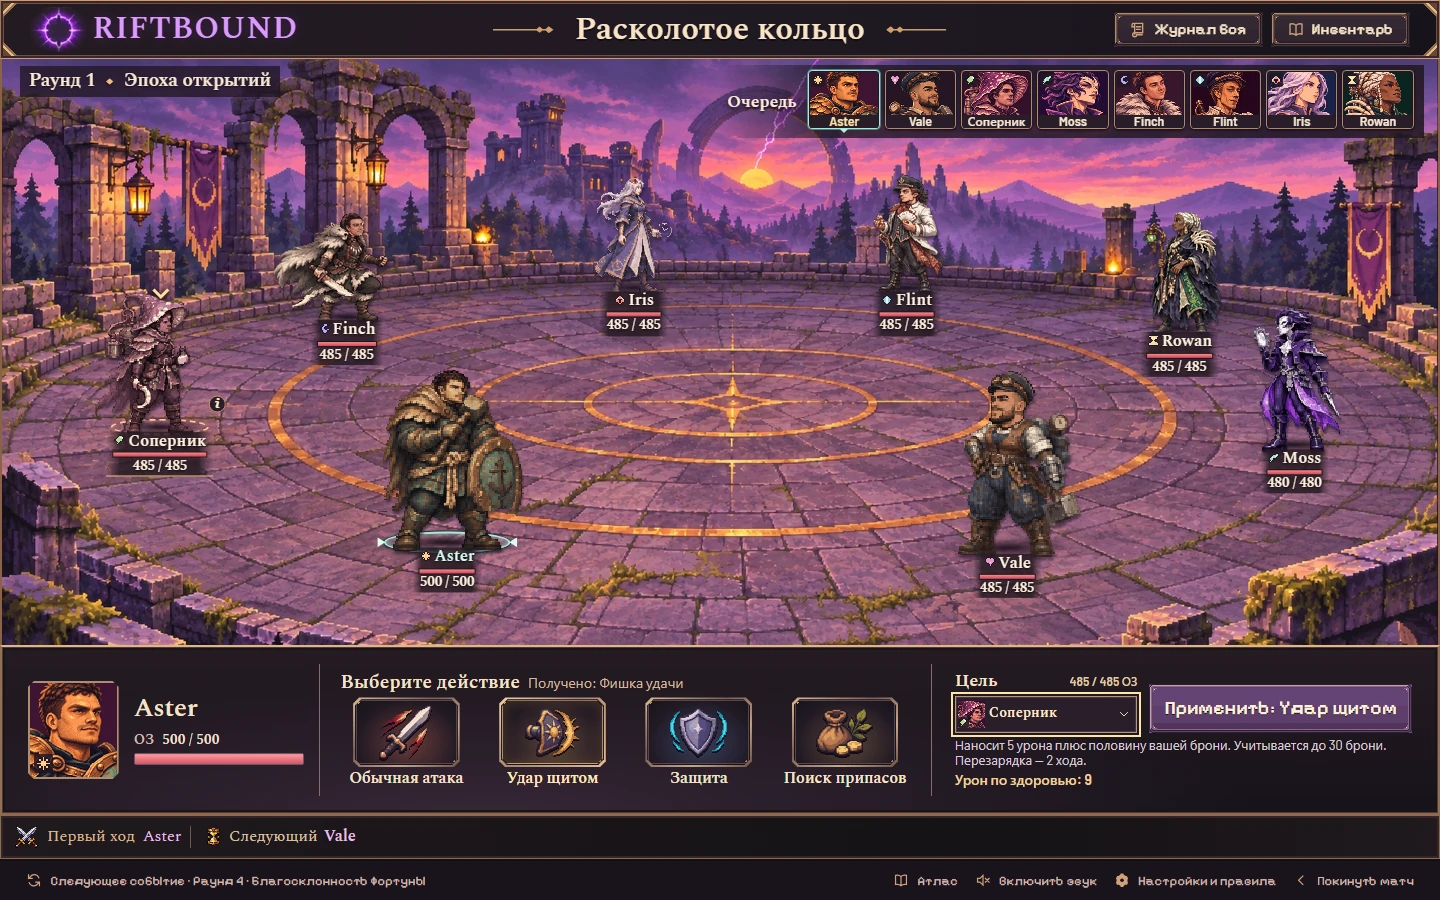 RIFTBOUND
Расколотое кольцо
Журнал боя
Инвентарь
Раунд 1 ⬥ Эпоха открытий
Очередь
Aster
Vale
Соперник
Moss
Finch
Flint
Iris
Rowan
Iris
485 / 485
Flint
485 / 485
Finch
485 / 485
Rowan
485 / 485
Соперник
485 / 485
Moss
480 / 480
Aster
500 / 500
Vale
485 / 485
Aster
ОЗ 500 / 500
Выберите действие Получено: Фишка удачи
Обычная атака
Удар щитом
Защита
Поиск припасов
Цель 485 / 485 ОЗ
Соперник
Применить: Удар щитом
Наносит 5 урона плюс половину вашей брони. Учитывается до 30 брони.
Перезарядка — 2 хода.
Урон по здоровью: 9
Первый ход Aster
Следующий Vale
Следующее событие · Раунд 4 · Благосклонность Фортуны
Атлас
Включить звук
Настройки и правила
Покинуть матч